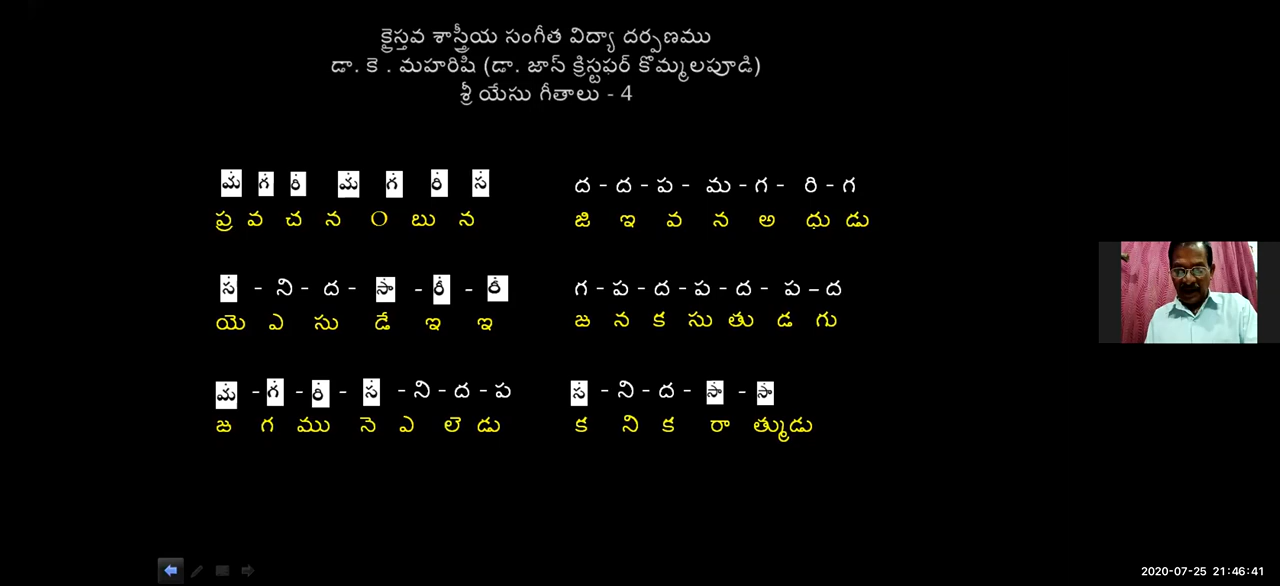 క్రైస్తవ శాస్త్రీయ సంగీత విద్యా దర్పణము
డా. కె . మహరిషి (డా. జాన్ క్రిస్టఫర్ కొమ్మలపూడి)
శ్రీ యేసు గీతాలు - 4
మ గ రి మ గ రి స ద - ద - ప - మ - గ - రి - గ
ప్ర వ చ న ం బు న జి ఇ వ న అ ధు డు
స - ని - ద - సా - రీ - రీ గ - ప - ద - ప - ద - ప – ద
యె ఎ సు డే ఇ ఇ జ న క సు తు డ గు
మ - గ - రి - స - ని - ద - ప స - ని - ద - సా - సా
జ గ ము నె ఎ లె డు క ని క రా త్ముడు
2020-07-25 21:46:41